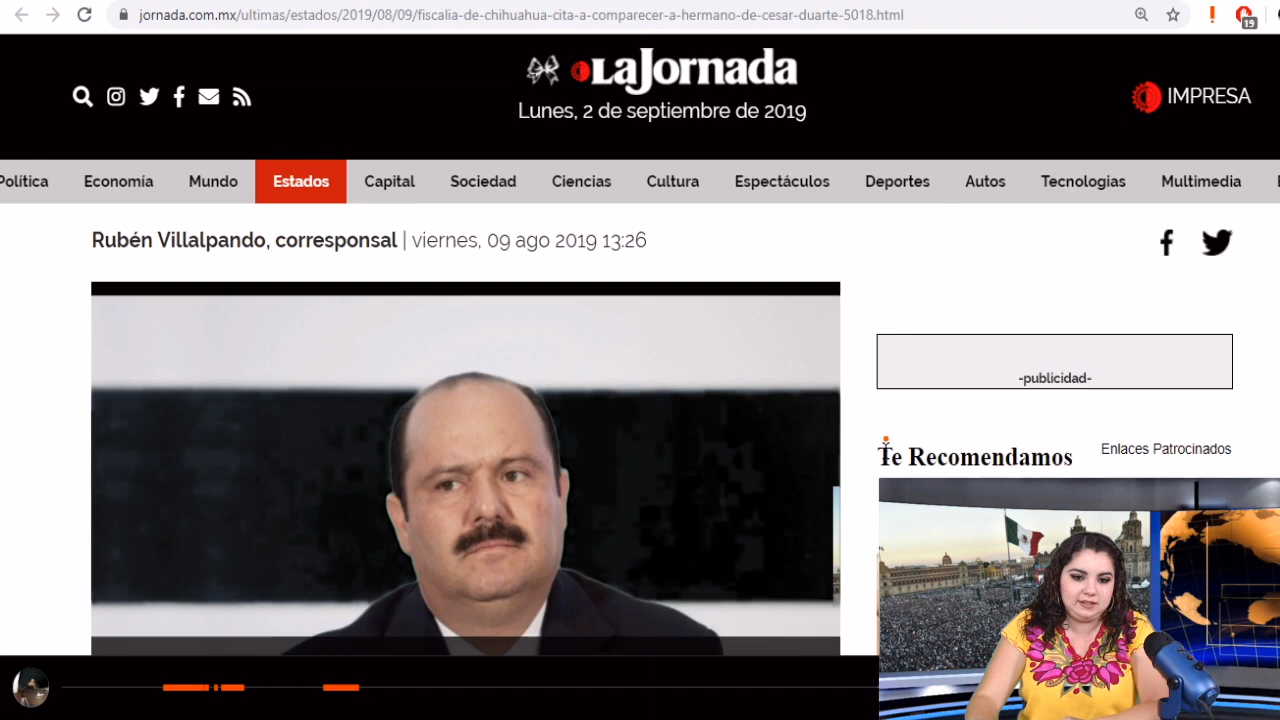 jornada.com.mx/ultimas/estados/2019/08/09/fiscalia-de-chihuahua-cita-a-comparecer-a-hermano-de-cesar-duarte-5018.html
19
LaJornada
Lunes, 2 de septiembre de 2019
IMPRESA
Política Economía Mundo Estados Capital Sociedad Ciencias Cultura Espectáculos Deportes Autos Tecnologias Multimedia
Rubén Villalpando, corresponsal | viernes, 09 ago 2019 13:26
-publicidad-
Te Recomendamos
Enlaces Patrocinados